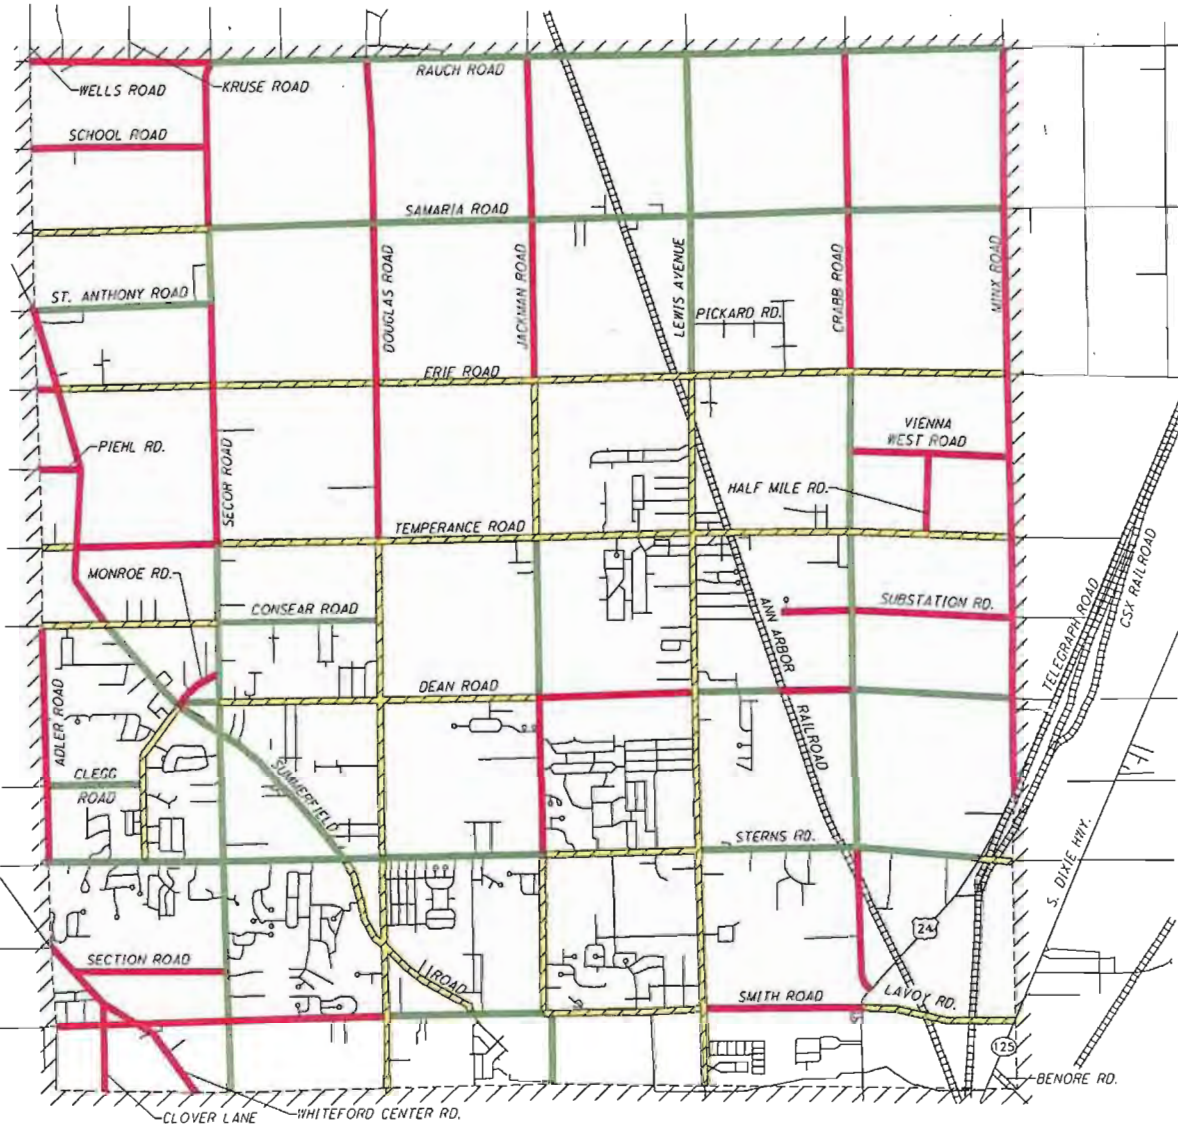 RAUCH ROAD
WELLS ROAD
KRUSE ROAD
SCHOOL ROAD
SAMARIA ROAD
ST. ANTHONY ROAD
DOUGLAS ROAD
JACKMAN ROAD
LEWIS AVENUE
CRABB ROAD
MINX ROAD
PICKARD RD.
ERIE ROAD
PIEHL RD.
SECOR ROAD
VIENNA
WEST ROAD
HALF MILE RD.
TEMPERANCE ROAD
MONROE RD.
CONSEAR ROAD
ANN ARBOR
RAILROAD
SUBSTATION RD.
TELEGRAPH ROAD
CSX RAILROAD
ADLER ROAD
DEAN ROAD
CLEGG
ROAD
SUMMERFIELD
ROAD
STERNS RD.
S. DIXIE HWY.
24
SECTION ROAD
SMITH ROAD
LAVOY RD.
125
BENORE RD.
CLOVER LANE
WHITEFORD CENTER RD.